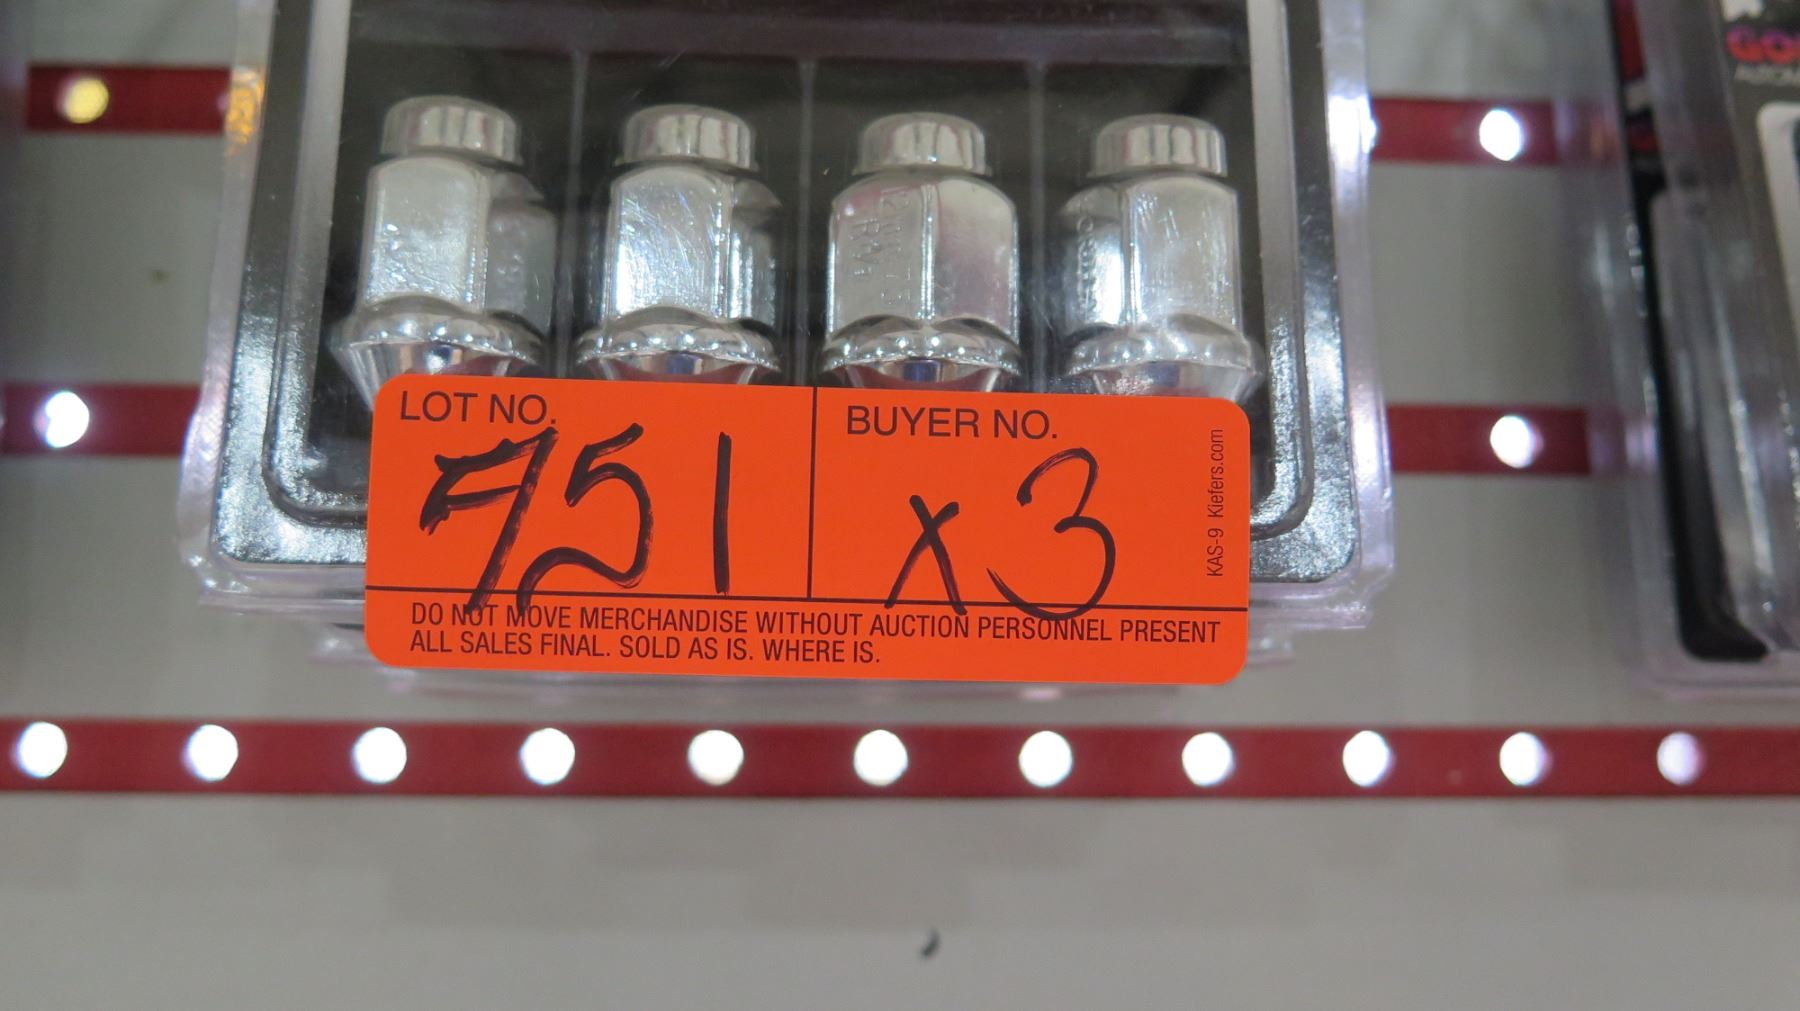 LOT NO.
751
BUYER NO.
x3
KAS-9 Kiefers.com
DO NOT MOVE MERCHANDISE WITHOUT AUCTION PERSONNEL PRESENT
ALL SALES FINAL. SOLD AS IS. WHERE IS.